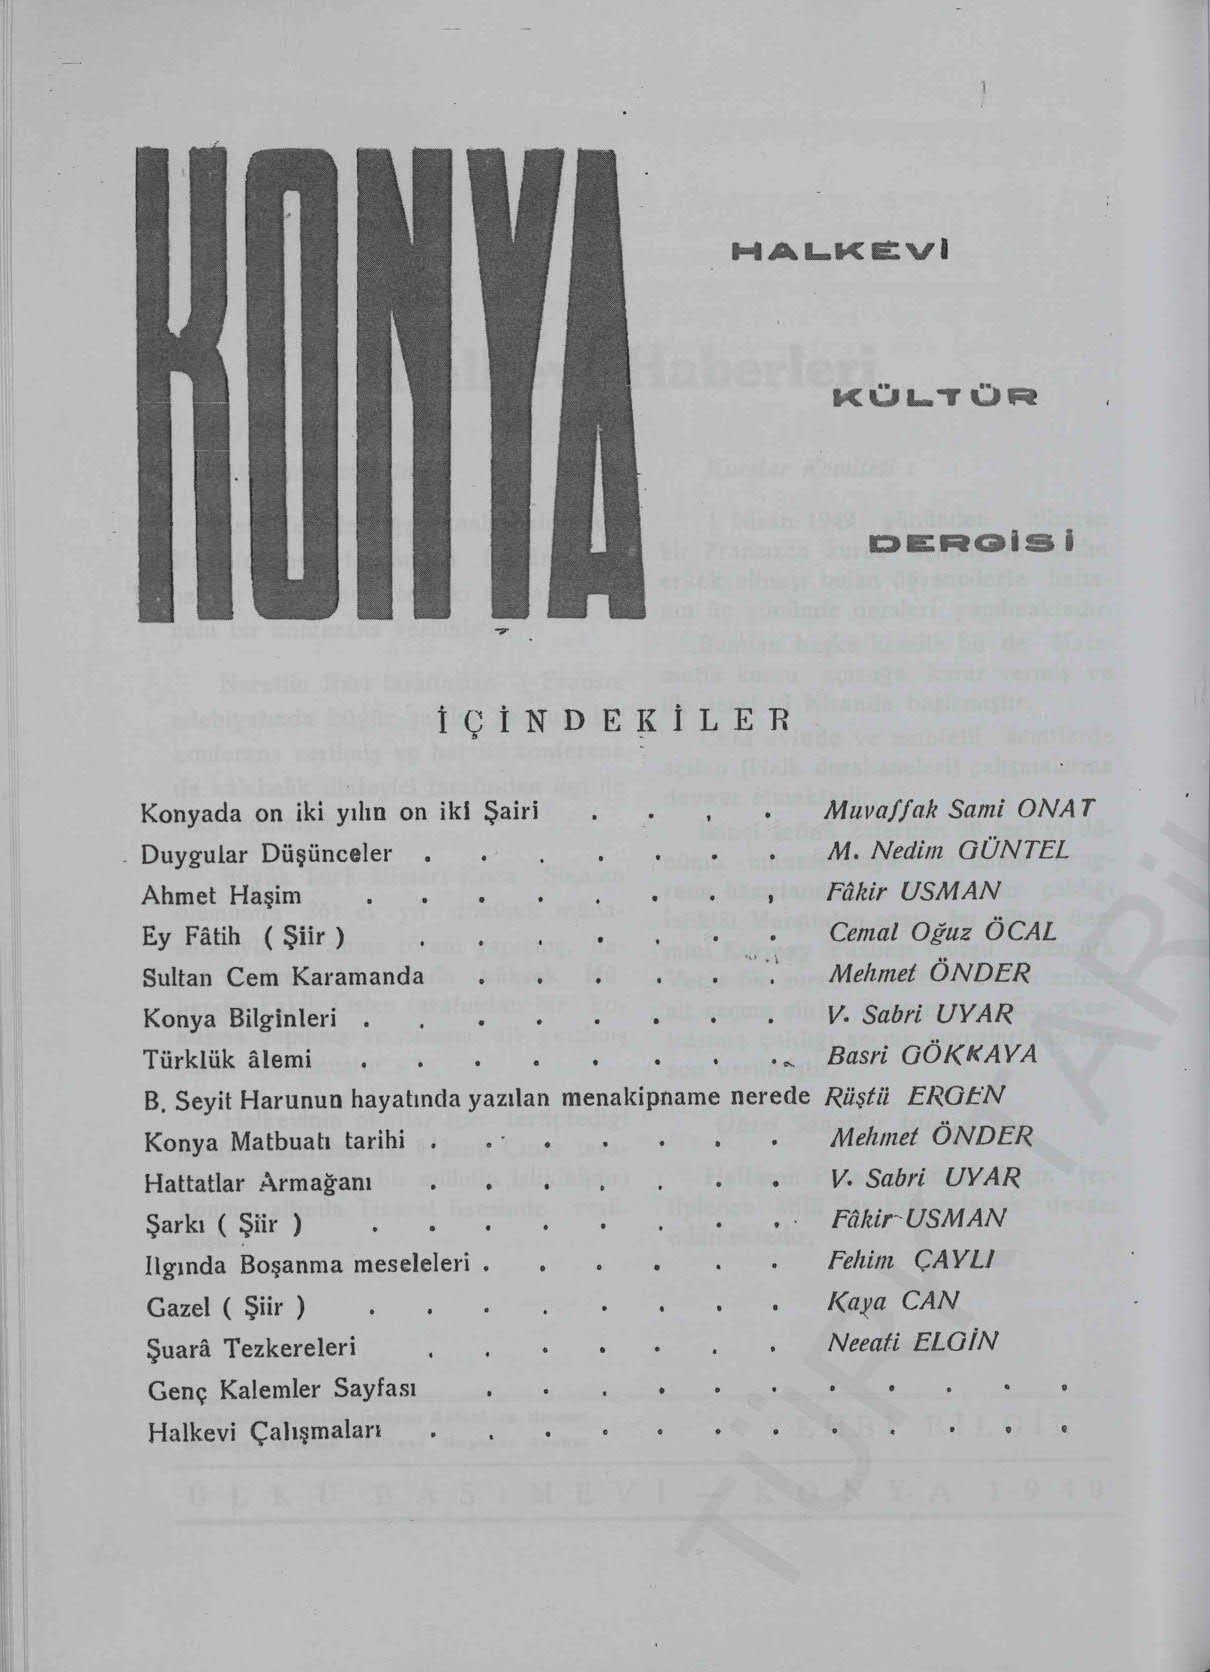 KONYA
HALKEVİ
KÜLTÜR
DERGİSİ
İÇİNDEKİLER
Konyada on iki yılın on iki Şairi . . , . Muvaffak Sami ONAT
Duygular Düşünceler . . . . . . . M. Nedim GÜNTEL
Ahmet Haşim . . . . . . . , Fâkir USMAN
Ey Fâtih ( Şiir ) . . . . . . . Cemal Oğuz ÖCAL
Sultan Cem Karamanda . . . . . . Mehmet ÖNDER
Konya Bilginleri . . . . . . . . V. Sabri UYAR
Türklük âlemi . . . . . . . . Basri GÖKKAYA
B. Seyit Harunun hayatında yazılan menakipname nerede Rüştü ERGEN
Konya Matbuatı tarihi . . . . . . . Mehmet ÖNDER
Hattatlar Armağanı . . . . . . . V. Sabri UYAR
Şarkı ( Şiir ) . . . . . . . . Fâkir USMAN
Ilgında Boşanma meseleleri . . . . . . Fehim ÇAYLI
Gazel ( Şiir ) . . . . . . . . Kaya CAN
Şuarâ Tezkereleri . . . . . . . Neeati ELGİN
Genç Kalemler Sayfası . . . . . . . . . . .
Halkevi Çalışmaları . . . . . . . . . . . .
TÜRK TARİ